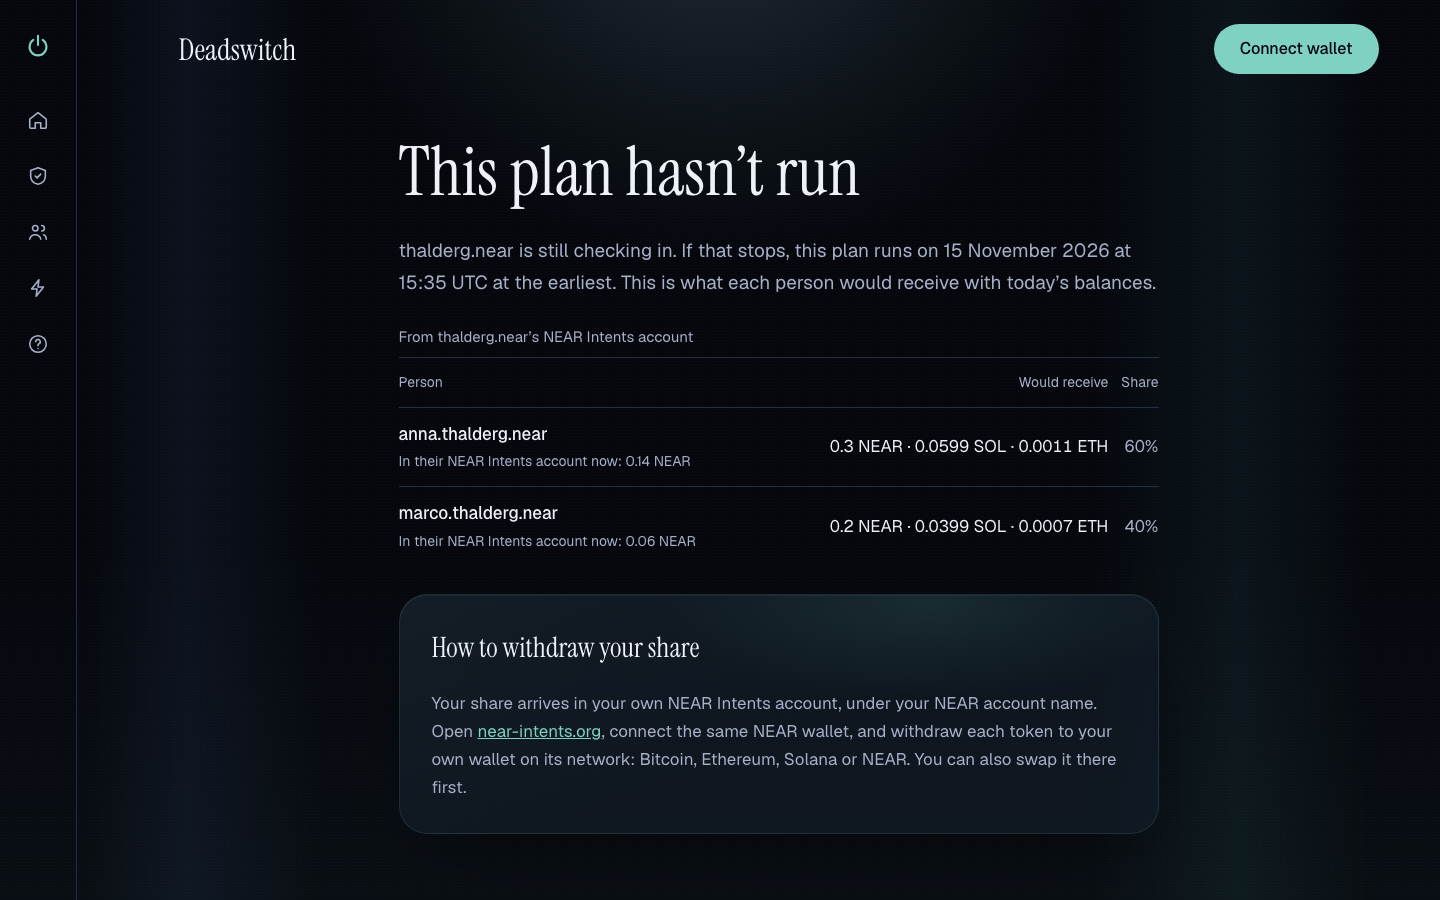 Deadswitch
Connect wallet
This plan hasn’t run
thalderg.near is still checking in. If that stops, this plan runs on 15 November 2026 at
15:35 UTC at the earliest. This is what each person would receive with today’s balances.
From thalderg.near’s NEAR Intents account
Person Would receive Share
anna.thalderg.near
In their NEAR Intents account now: 0.14 NEAR
0.3 NEAR · 0.0599 SOL · 0.0011 ETH 60%
marco.thalderg.near
In their NEAR Intents account now: 0.06 NEAR
0.2 NEAR · 0.0399 SOL · 0.0007 ETH 40%
How to withdraw your share
Your share arrives in your own NEAR Intents account, under your NEAR account name.
Open near-intents.org, connect the same NEAR wallet, and withdraw each token to your
own wallet on its network: Bitcoin, Ethereum, Solana or NEAR. You can also swap it there
first.